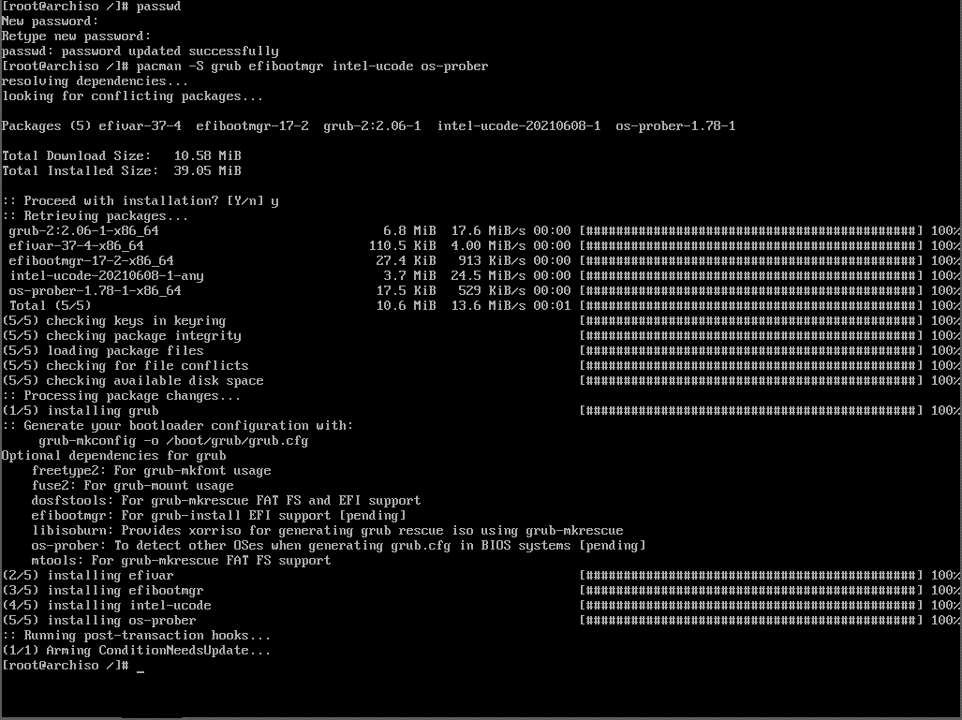 [root@archiso /]# passwd
New password:
Retype new password:
passwd: password updated successfully
[root@archiso /]# pacman -S grub efibootmgr intel-ucode os-prober
resolving dependencies...
looking for conflicting packages...

Packages (5) efivar-37-4  efibootmgr-17-2  grub-2:2.06-1  intel-ucode-20210608-1  os-prober-1.78-1

Total Download Size:   10.58 MiB
Total Installed Size:  39.05 MiB

:: Proceed with installation? [Y/n] y
:: Retrieving packages...
 grub-2:2.06-1-x86_64 6.8 MiB 17.6 MiB/s 00:00 [############################################] 100%
 efivar-37-4-x86_64 110.5 KiB 4.00 MiB/s 00:00 [############################################] 100%
 efibootmgr-17-2-x86_64 27.4 KiB 913 KiB/s 00:00 [############################################] 100%
 intel-ucode-20210608-1-any 3.7 MiB 24.5 MiB/s 00:00 [############################################] 100%
 os-prober-1.78-1-x86_64 17.5 KiB 529 KiB/s 00:00 [############################################] 100%
 Total (5/5) 10.6 MiB 13.6 MiB/s 00:01 [############################################] 100%
(5/5) checking keys in keyring [############################################] 100%
(5/5) checking package integrity [############################################] 100%
(5/5) loading package files [############################################] 100%
(5/5) checking for file conflicts [############################################] 100%
(5/5) checking available disk space [############################################] 100%
:: Processing package changes...
(1/5) installing grub [############################################] 100%
:: Generate your bootloader configuration with:
     grub-mkconfig -o /boot/grub/grub.cfg
Optional dependencies for grub
    freetype2: For grub-mkfont usage
    fuse2: For grub-mount usage
    dosfstools: For grub-mkrescue FAT FS and EFI support
    efibootmgr: For grub-install EFI support [pending]
    libisoburn: Provides xorriso for generating grub rescue iso using grub-mkrescue
    os-prober: To detect other OSes when generating grub.cfg in BIOS systems [pending]
    mtools: For grub-mkrescue FAT FS support
(2/5) installing efivar [############################################] 100%
(3/5) installing efibootmgr [############################################] 100%
(4/5) installing intel-ucode [############################################] 100%
(5/5) installing os-prober [############################################] 100%
:: Running post-transaction hooks...
(1/1) Arming ConditionNeedsUpdate...
[root@archiso /]# _